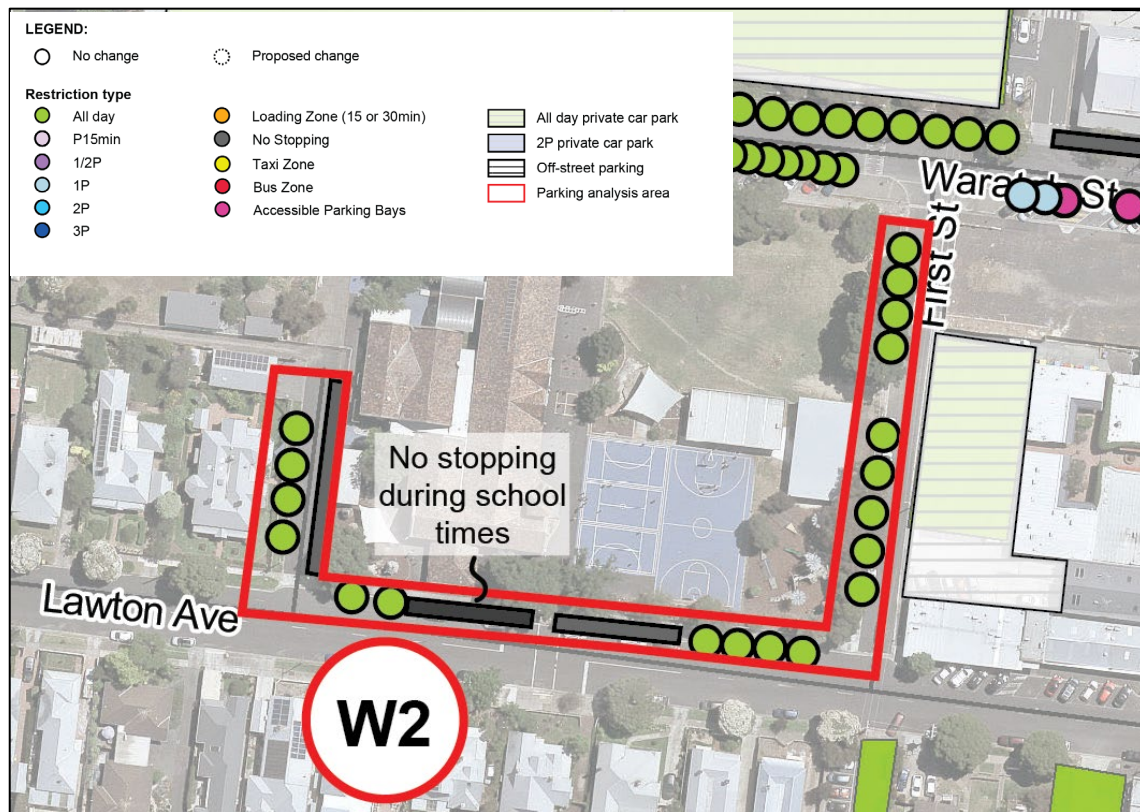 LEGEND:
No change
Proposed change
Restriction type
All day
P15min
1/2P
1P
2P
3P
Loading Zone (15 or 30min)
No Stopping
Taxi Zone
Bus Zone
Accessible Parking Bays
All day private car park
2P private car park
Off-street parking
Parking analysis area
St
First St
No stopping
during school
times
Lawton Ave
W2